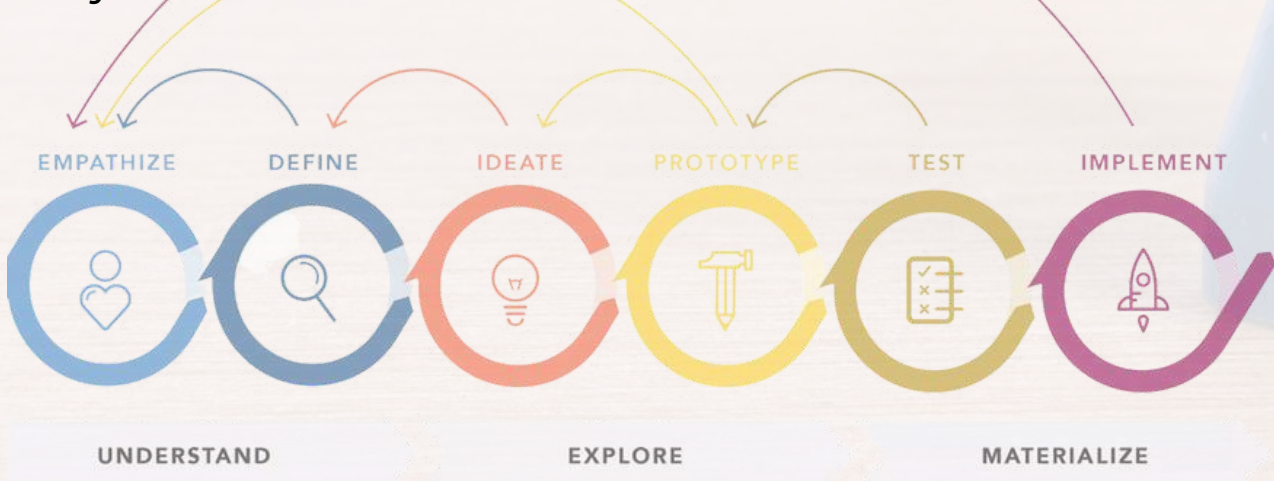 EMPATHIZE DEFINE IDEATE PROTOTYPE TEST IMPLEMENT
UNDERSTAND EXPLORE MATERIALIZE